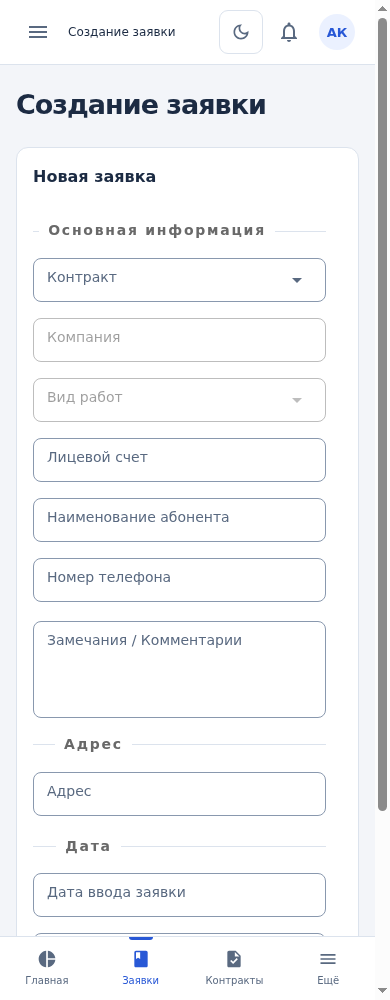 Создание заявки
АК
Создание заявки
Новая заявка
Основная информация
Контракт
Компания
Вид работ
Лицевой счет
Наименование абонента
Номер телефона
Замечания / Комментарии
Адрес
Адрес
Дата
Дата ввода заявки
Главная
Заявки
Контракты
Ещё